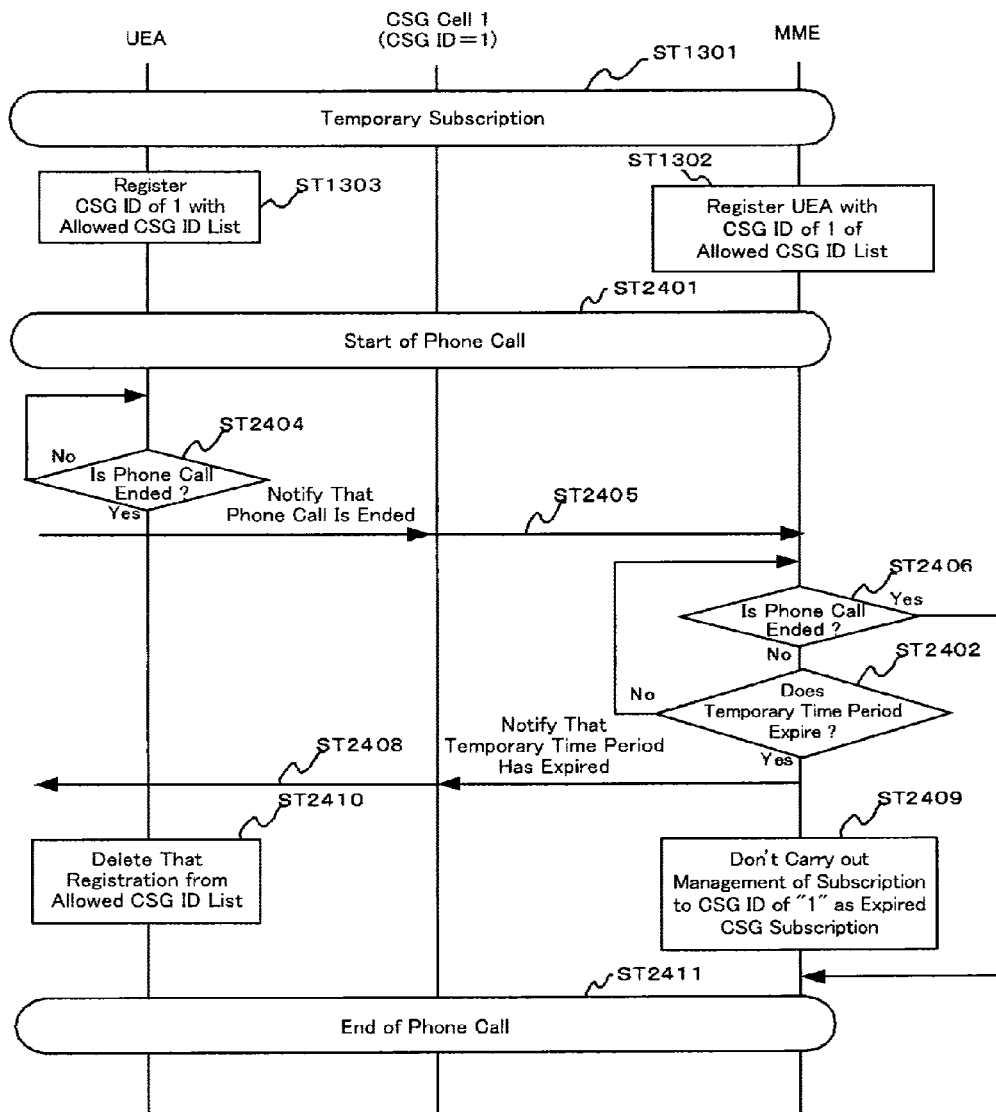 UEA
CSG Cell 1
(CSG ID=1)
MME
ST1301
Temporary Subscription
ST1302
ST1303
Register
CSG ID of 1 with
Allowed CSG ID List
Register UEA with
CSG ID of 1 of
Allowed CSG ID List
ST2401
Start of Phone Call
ST2404
No
Is Phone Call
Ended ?
Yes
Notify That
Phone Call Is Ended
ST2405
ST2406
Is Phone Call
Ended ?
Yes
No
ST2402
Does
Temporary Time Period
Expire ?
No
Yes
Notify That
Temporary Time Period
Has Expired
ST2408
ST2410
Delete That
Registration from
Allowed CSG ID List
ST2409
Don't Carry out
Management of Subscription
to CSG ID of "1" as Expired
CSG Subscription
ST2411
End of Phone Call